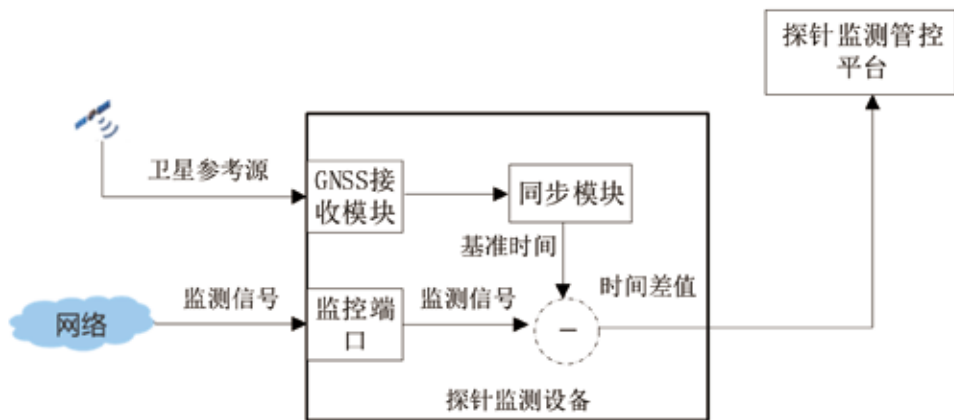 探针监测管控
平台
卫星参考源
GNSS接
收模块
同步模块
基准时间
时间差值
网络
监测信号
监控端
口
监测信号
—
探针监测设备